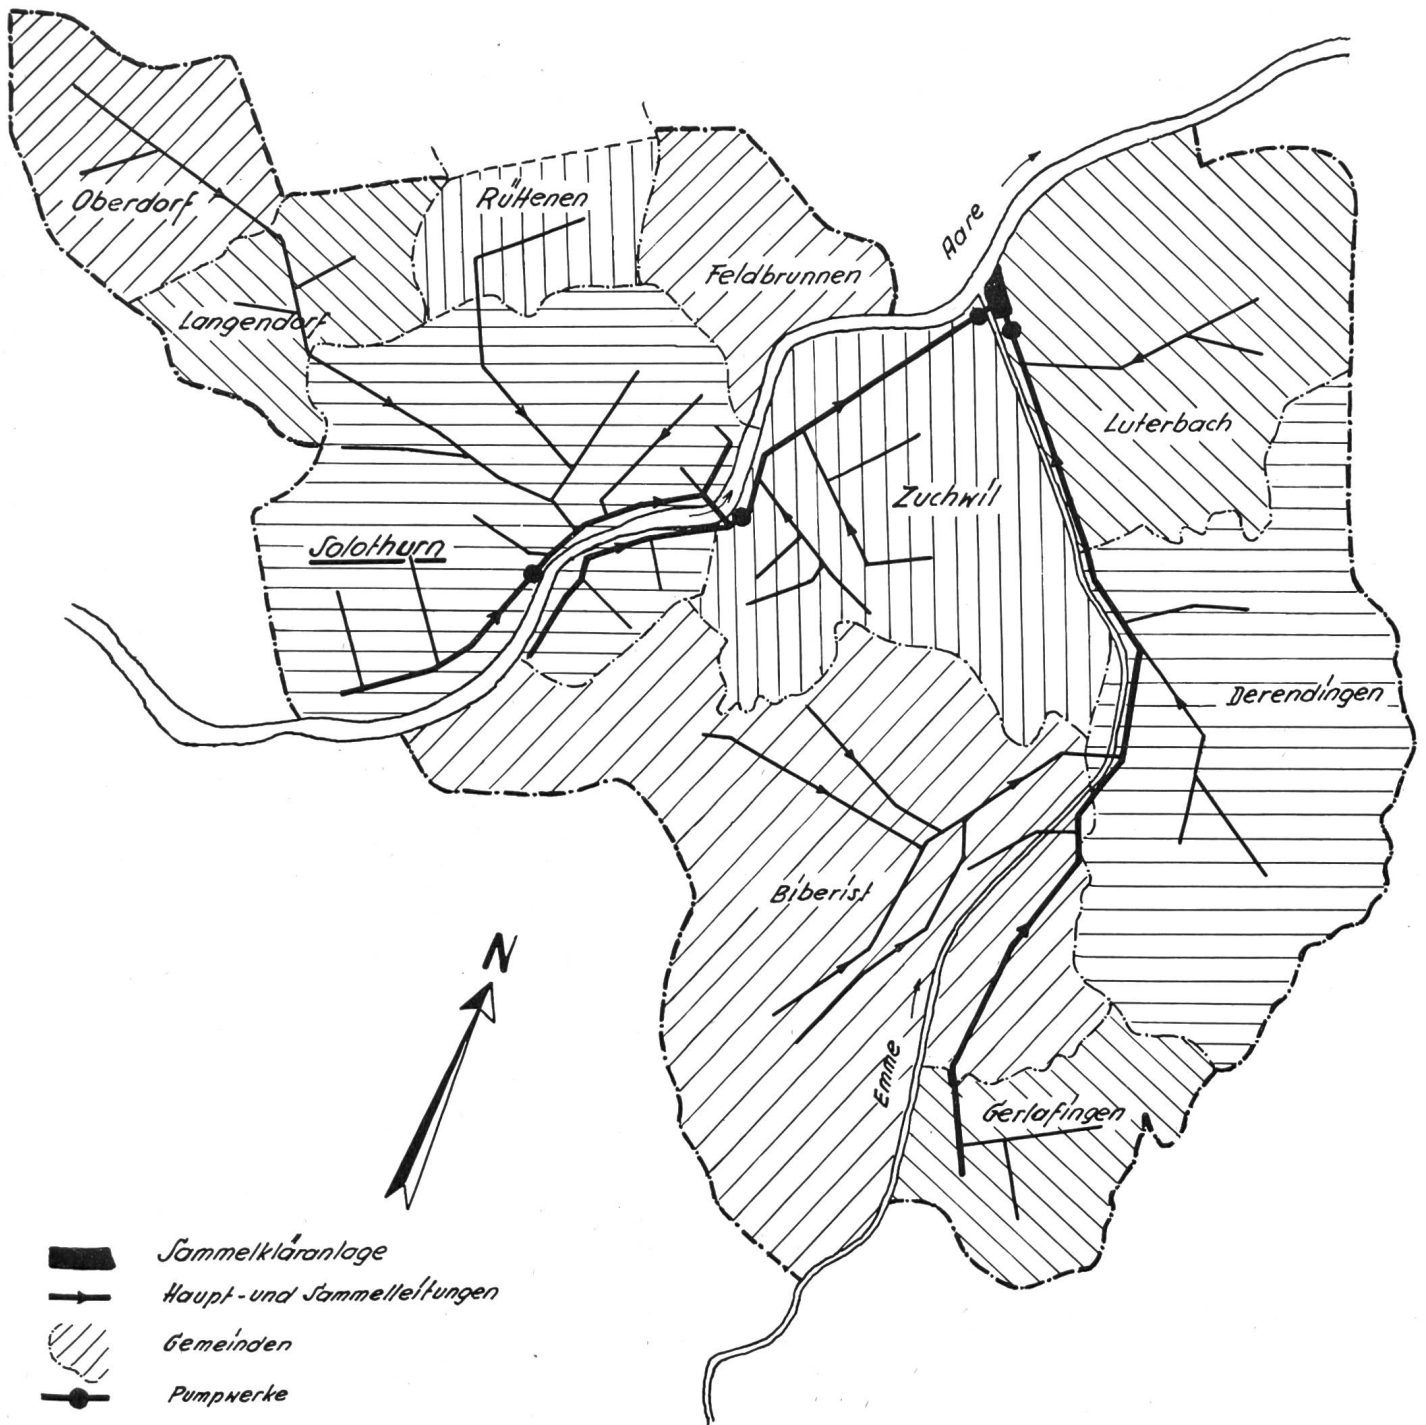 Oberdorf
Rüttenen
Aare
Feldbrunnen
Langendorf
Luterbach
Zuchwil
Solothurn
Derendingen
Biberist
N
Emme
Gerlafingen
Sammelkläranlage
Haupt- und Sammelleitungen
Gemeinden
Pumpwerke